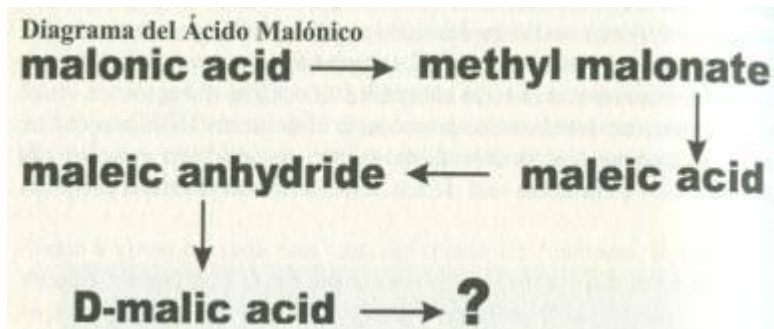 Diagrama del Ácido Malónico
malonic acid → methyl malonate
maleic anhydride ← maleic acid
D-malic acid → ?